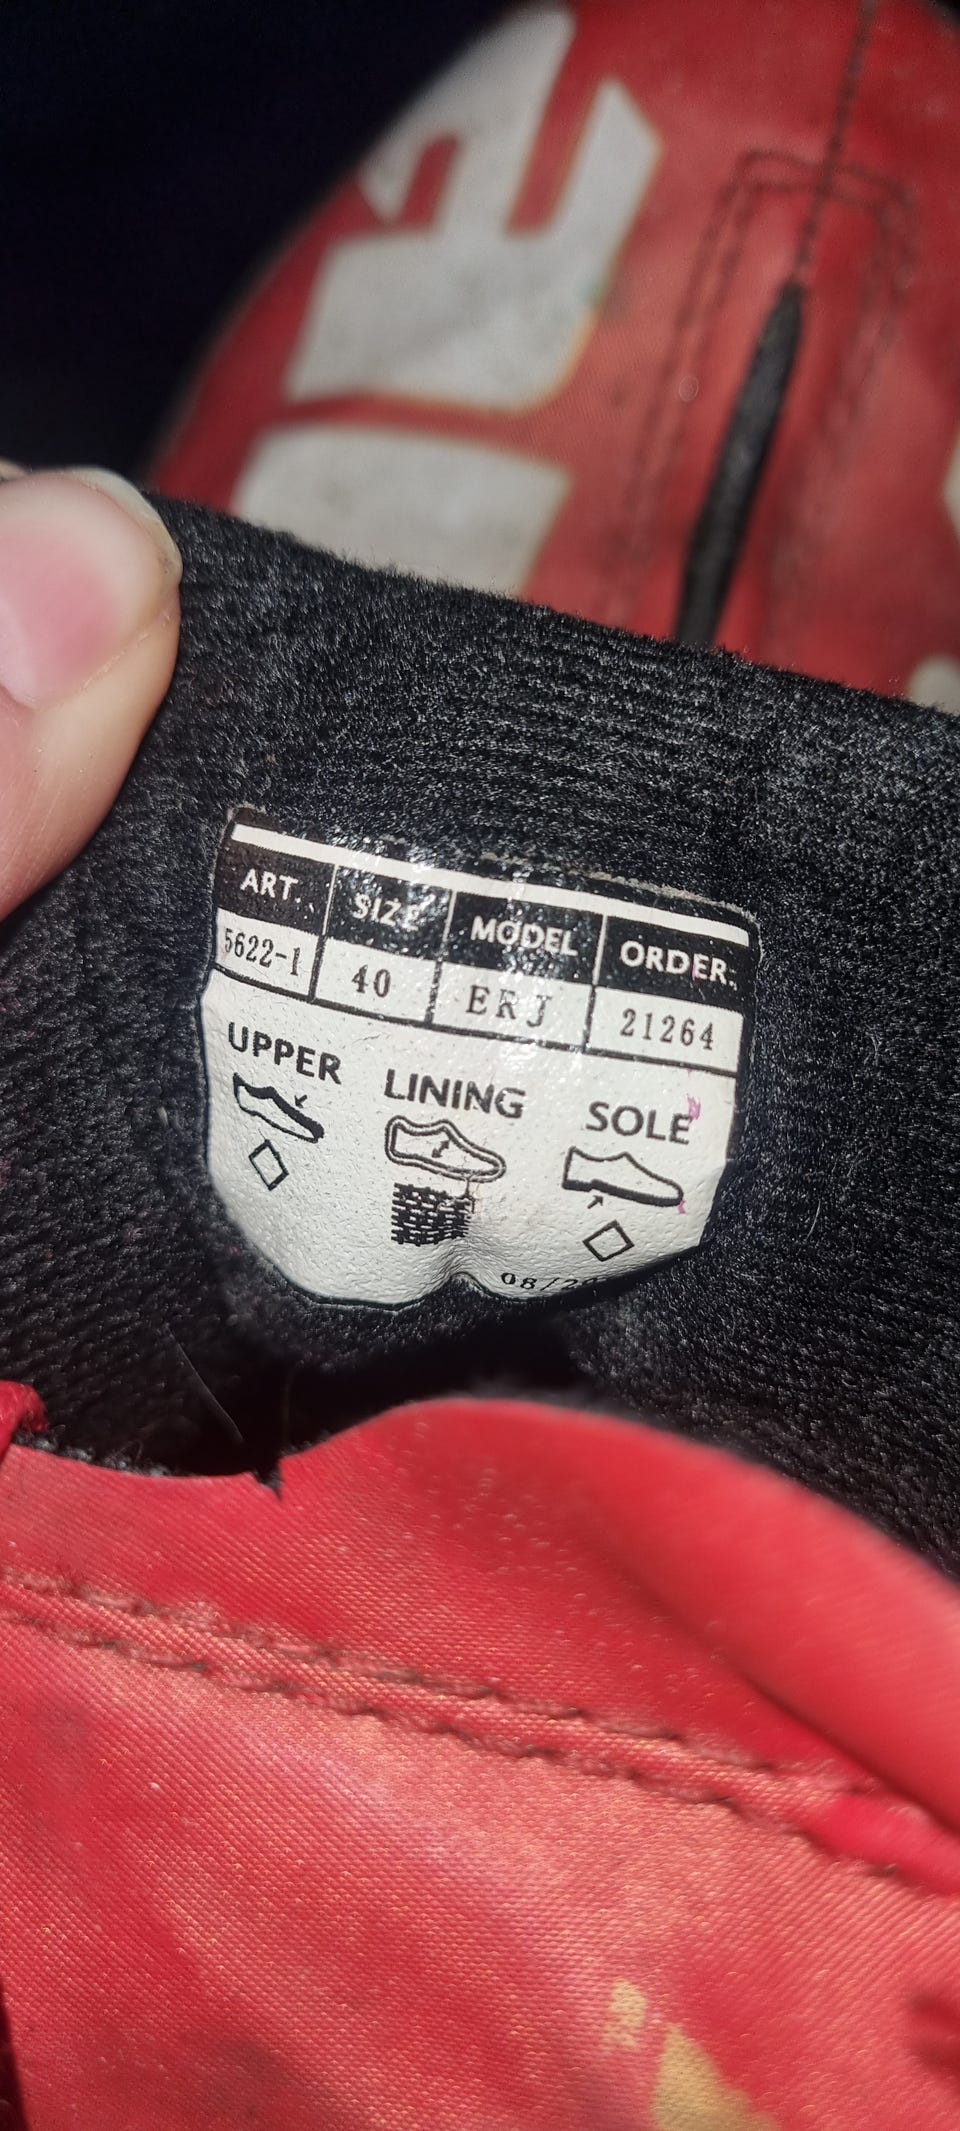 ART. SIZE MODEL ORDER:
5622-1 40 ERJ 21264
UPPER LINING SOLE